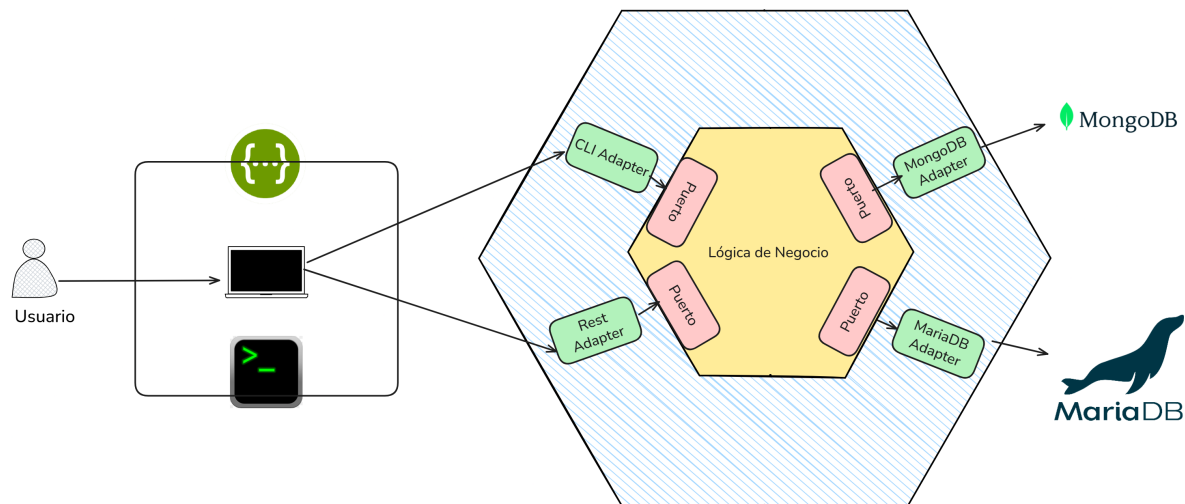 {...}
Usuario
>_
CLI Adapter
Puerto
Rest
Adapter
Puerto
Lógica de Negocio
Puerto
MongoDB
Adapter
Puerto
MariaDB
Adapter
MongoDB
MariaDB